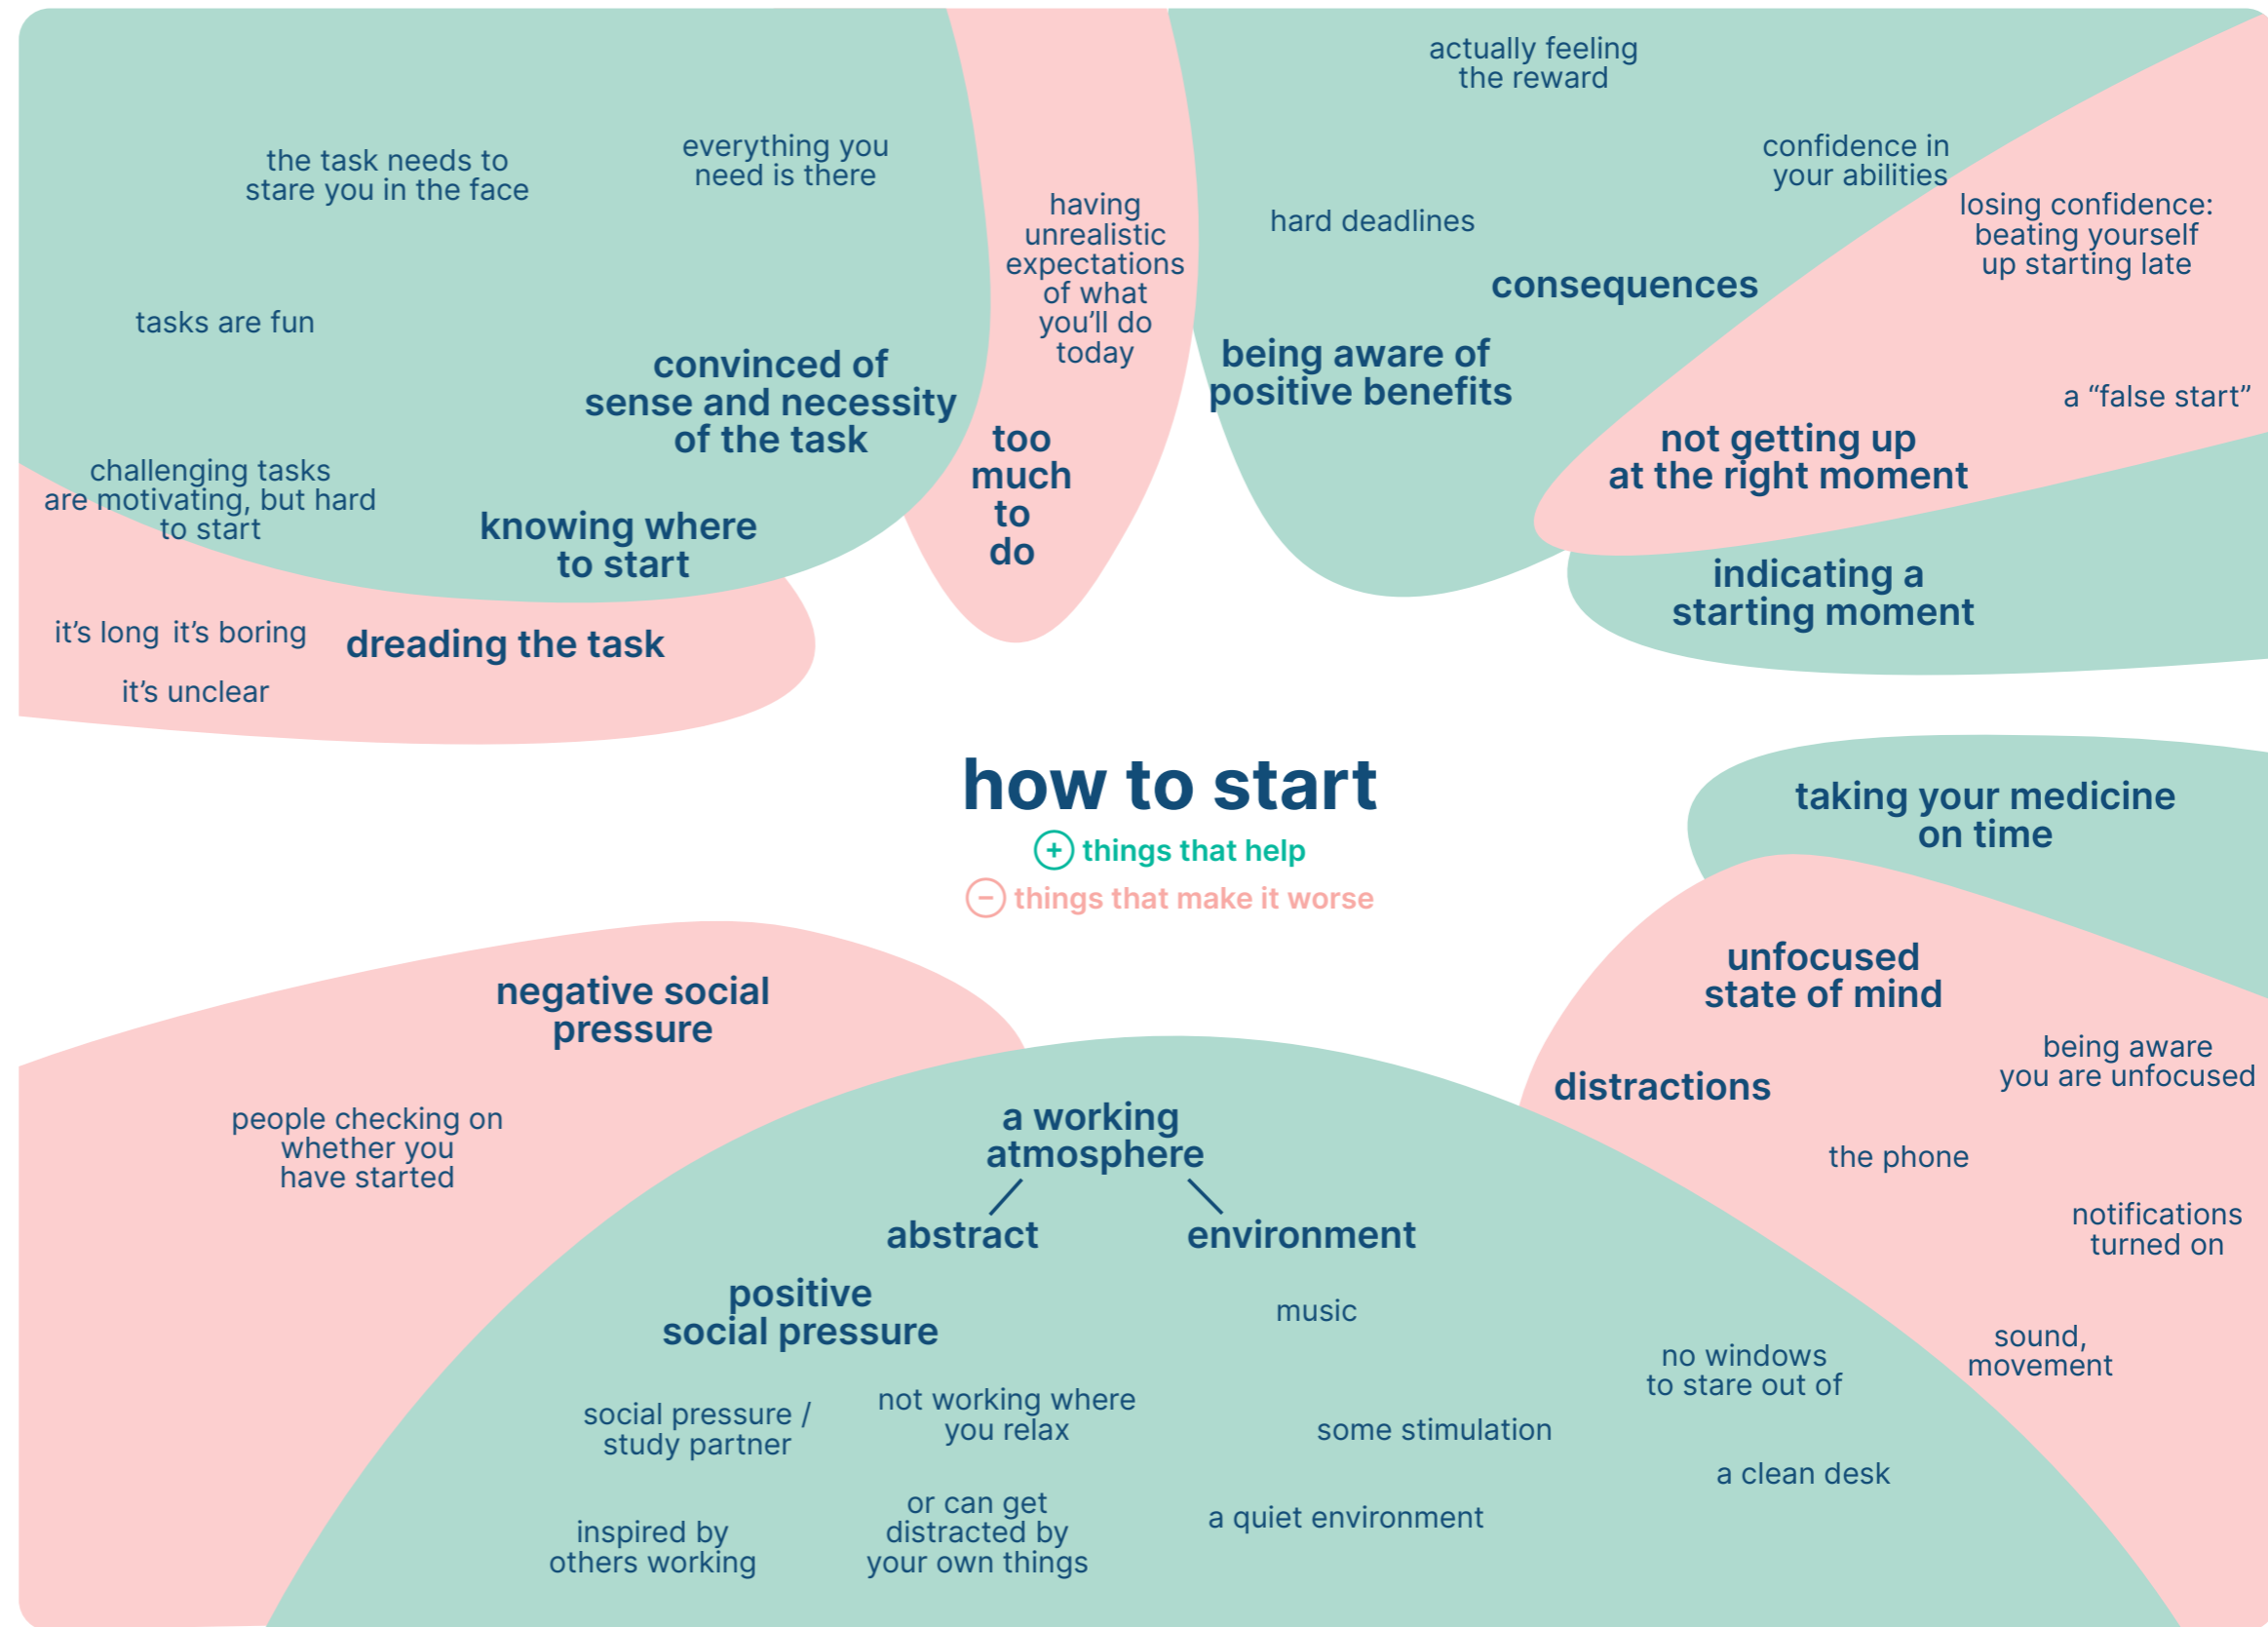 actually feeling
the reward
the task needs to
stare you in the face
everything you
need is there
confidence in
your abilities
having
unrealistic
expectations
of what
you’ll do
today
hard deadlines
losing confidence:
beating yourself
up starting late
consequences
tasks are fun
convinced of
sense and necessity
of the task
being aware of
positive benefits
a “false start”
too
much
to
do
not getting up
at the right moment
challenging tasks
are motivating, but hard
to start
knowing where
to start
indicating a
starting moment
it’s long
it’s boring
dreading the task
it’s unclear
how to start
+ things that help
− things that make it worse
taking your medicine
on time
unfocused
state of mind
negative social
pressure
being aware
you are unfocused
distractions
people checking on
whether you
have started
a working
atmosphere
the phone
abstract
environment
notifications
turned on
positive
social pressure
music
sound,
movement
no windows
to stare out of
social pressure /
study partner
not working where
you relax
some stimulation
a clean desk
inspired by
others working
or can get
distracted by
your own things
a quiet environment